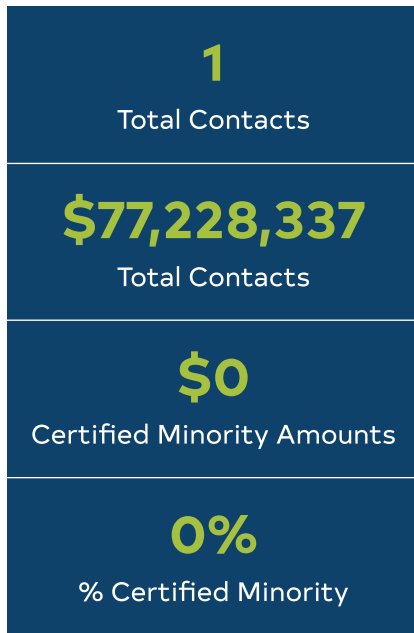 1
Total Contacts
$77,228,337
Total Contacts
$0
Certified Minority Amounts
0%
% Certified Minority